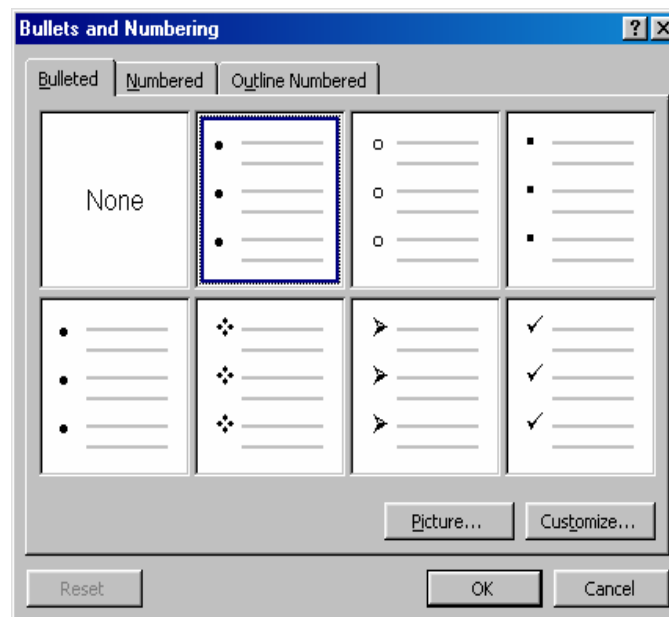 Bullets and Numbering
Bulleted Numbered Outline Numbered
None
Picture... Customize...
Reset OK Cancel